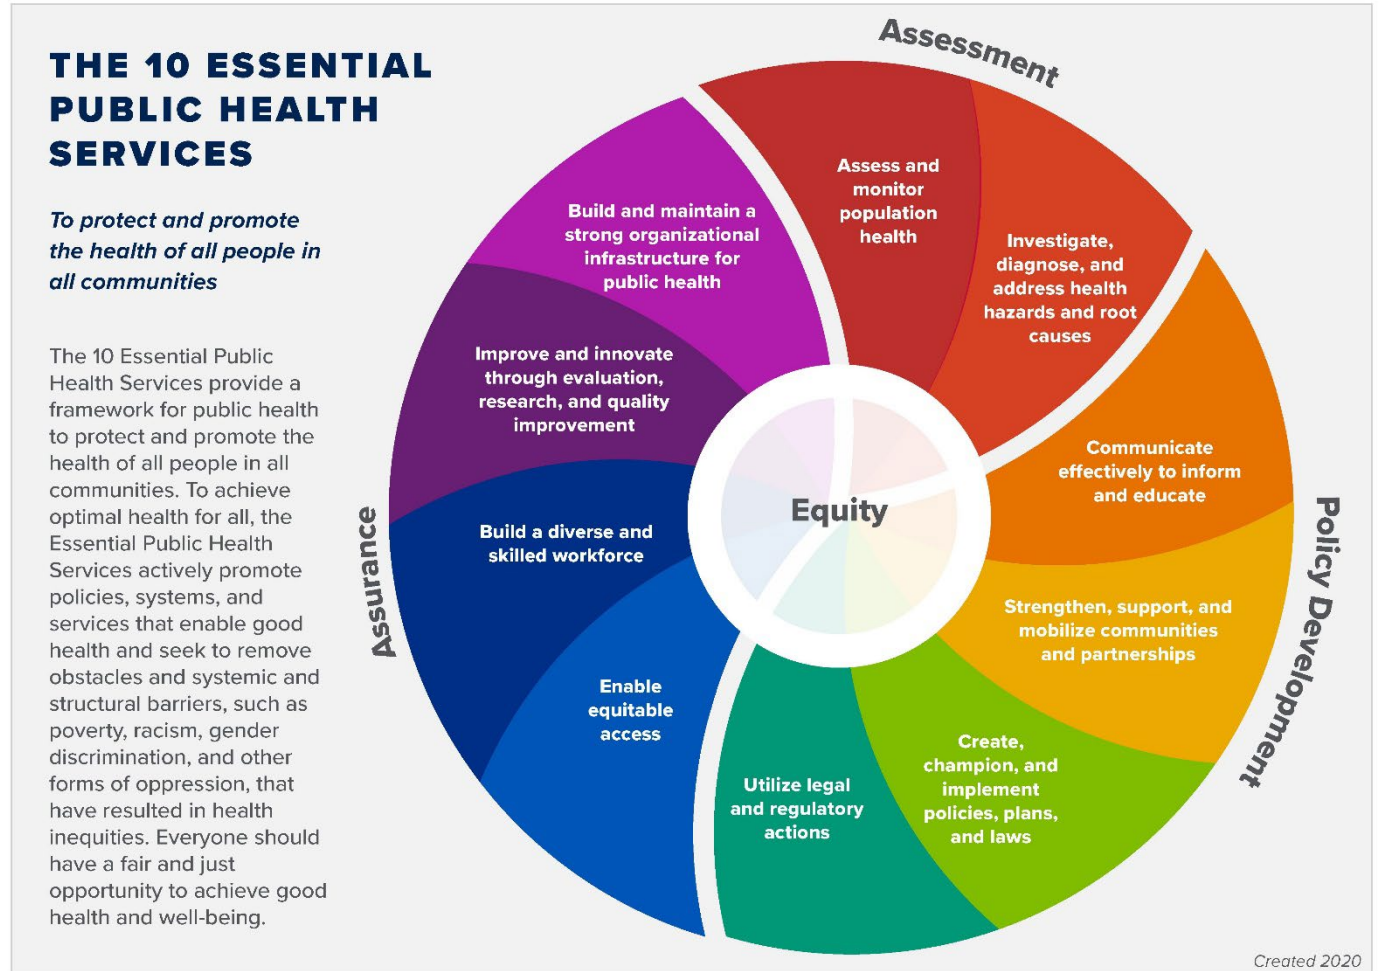 THE 10 ESSENTIAL
PUBLIC HEALTH
SERVICES
To protect and promote
the health of all people in
all communities
The 10 Essential Public
Health Services provide a
framework for public health
to protect and promote the
health of all people in all
communities. To achieve
optimal health for all, the
Essential Public Health
Services actively promote
policies, systems, and
services that enable good
health and seek to remove
obstacles and systemic and
structural barriers, such as
poverty, racism, gender
discrimination, and other
forms of oppression, that
have resulted in health
inequities. Everyone should
have a fair and just
opportunity to achieve good
health and well-being.
Assessment
Assess and
monitor
population
health
Investigate,
diagnose, and
address health
hazards and root
causes
Policy Development
Communicate
effectively to inform
and educate
Strengthen, support, and
mobilize communities
and partnerships
Create,
champion, and
implement
policies, plans,
and laws
Utilize legal
and regulatory
actions
Assurance
Enable
equitable
access
Build a diverse and
skilled workforce
Improve and innovate
through evaluation,
research, and quality
improvement
Build and maintain a
strong organizational
infrastructure for
public health
Equity
Created 2020